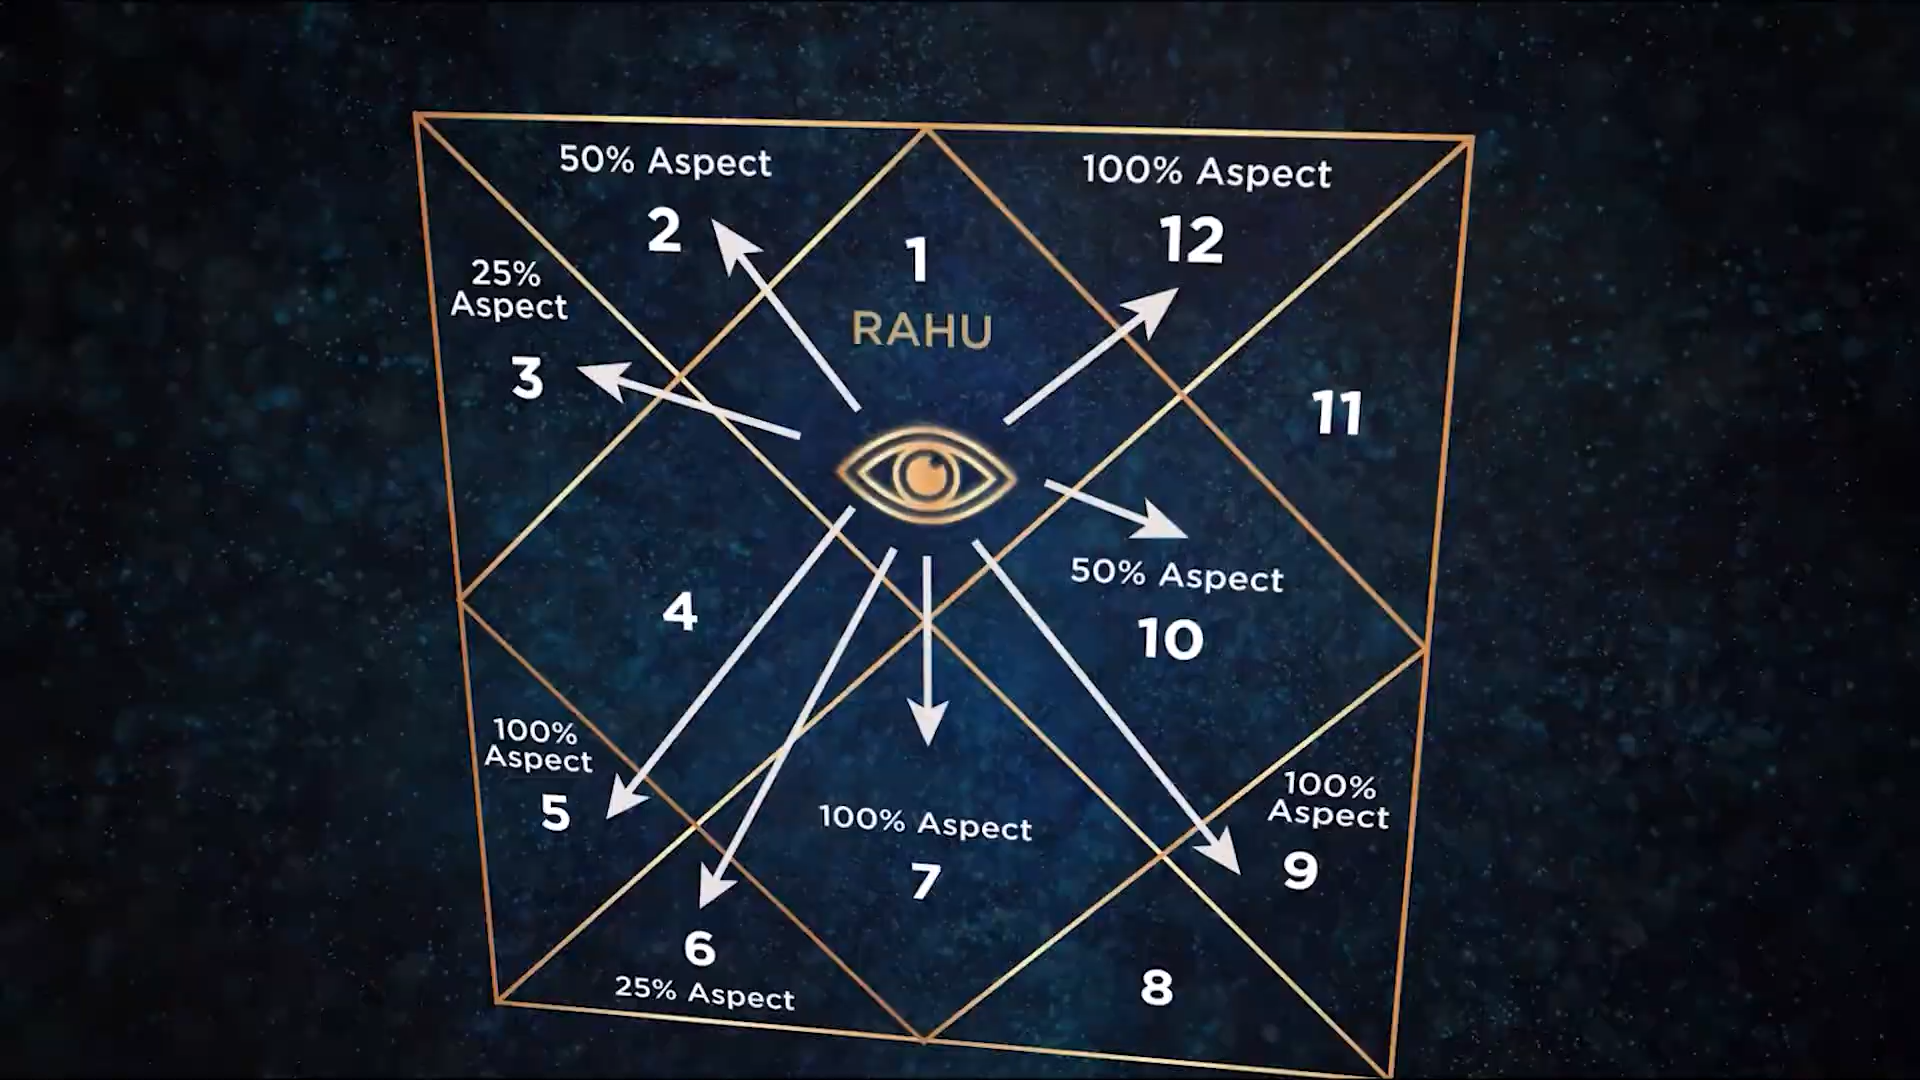 50% Aspect
2
1
RAHU
100% Aspect
12
25%
Aspect
3
11
4
50% Aspect
10
100%
Aspect
5
100% Aspect
7
100%
Aspect
9
6
25% Aspect
8